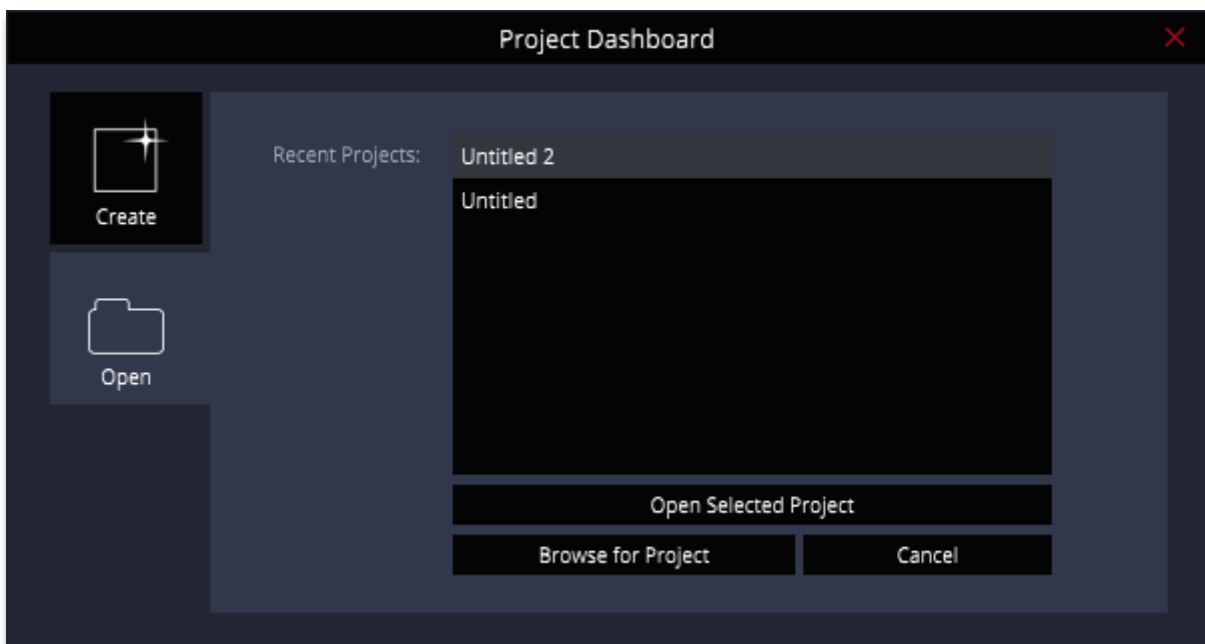 Project Dashboard
Create
Open
Recent Projects:
Untitled 2
Untitled
Open Selected Project
Browse for Project
Cancel